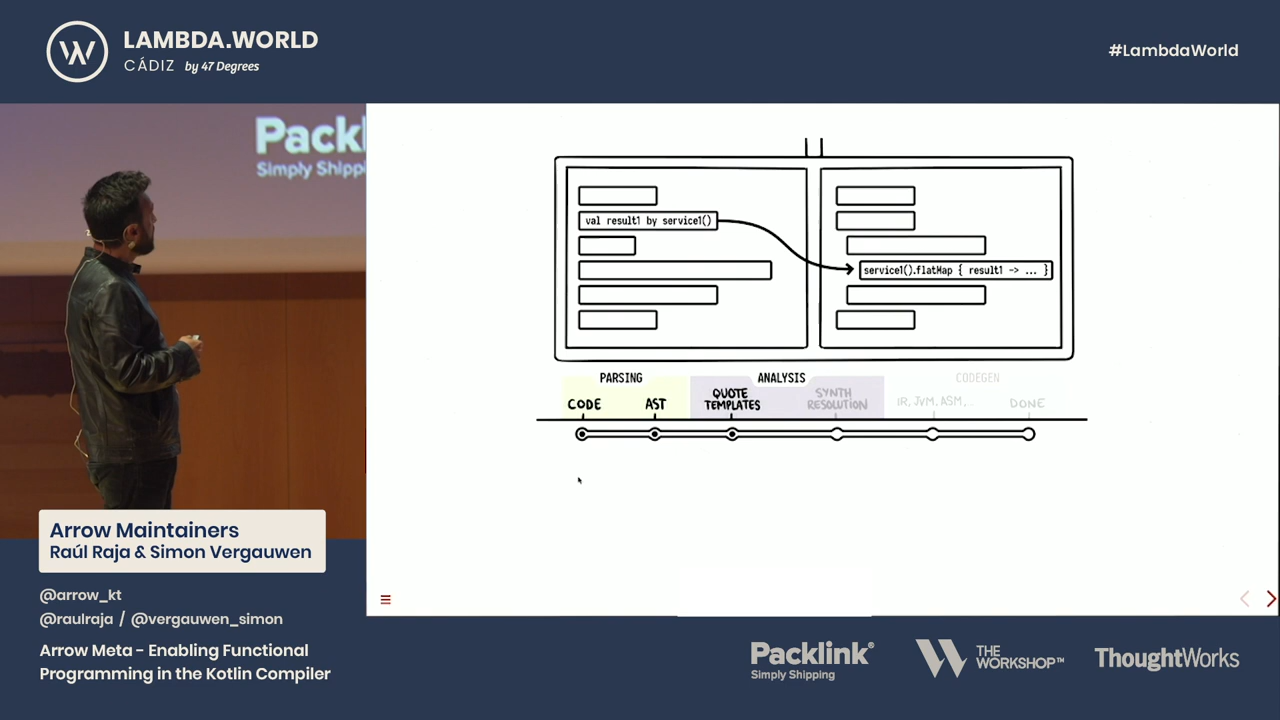 LAMBDA.WORLD
CÁDIZ by 47 Degrees
#LambdaWorld
Packl
Simply Shipp
val result1 by service1()
service1().flatMap { result1 -> ... }
PARSING
ANALYSIS
CODEGEN
CODE
AST
QUOTE
TEMPLATES
SYNTH
RESOLUTION
IR, JVM, ASM,...
DONE
Arrow Maintainers
Raúl Raja & Simon Vergauwen
@arrow_kt
@raulraja / @vergauwen_simon
Arrow Meta - Enabling Functional
Programming in the Kotlin Compiler
Packlink®
Simply Shipping
W THE
WORKSHOP™
ThoughtWorks